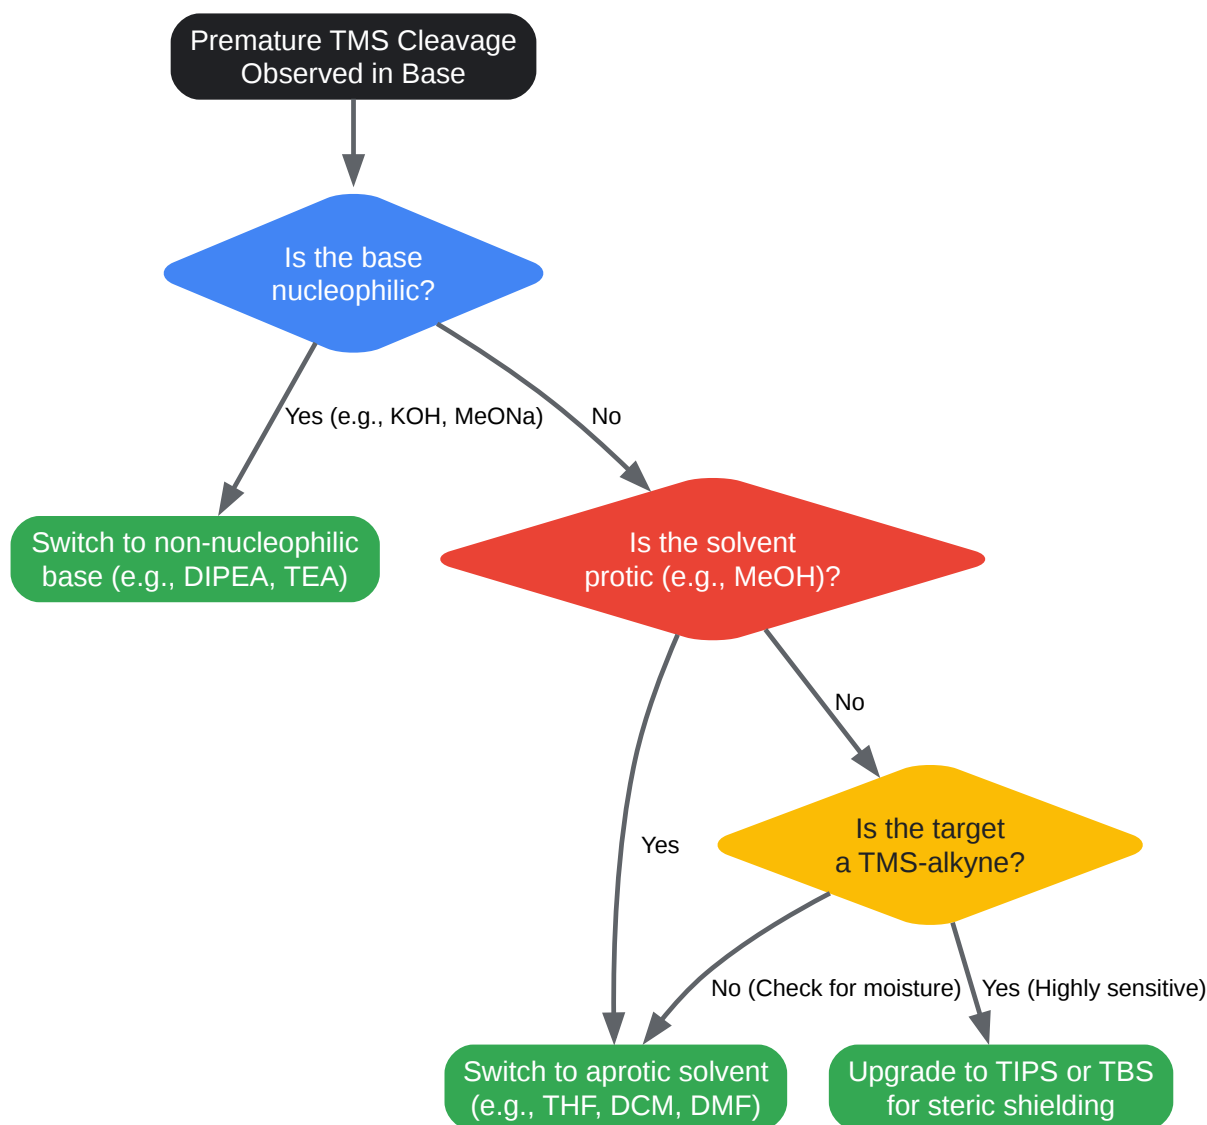 Premature TMS Cleavage
Observed in Base
Is the base
nucleophilic?
Yes (e.g., KOH, MeONa)
No
Switch to non-nucleophilic
base (e.g., DIPEA, TEA)
Is the solvent
protic (e.g., MeOH)?
No
Yes
Is the target
a TMS-alkyne?
No (Check for moisture)
Yes (Highly sensitive)
Switch to aprotic solvent
(e.g., THF, DCM, DMF)
Upgrade to TIPS or TBS
for steric shielding